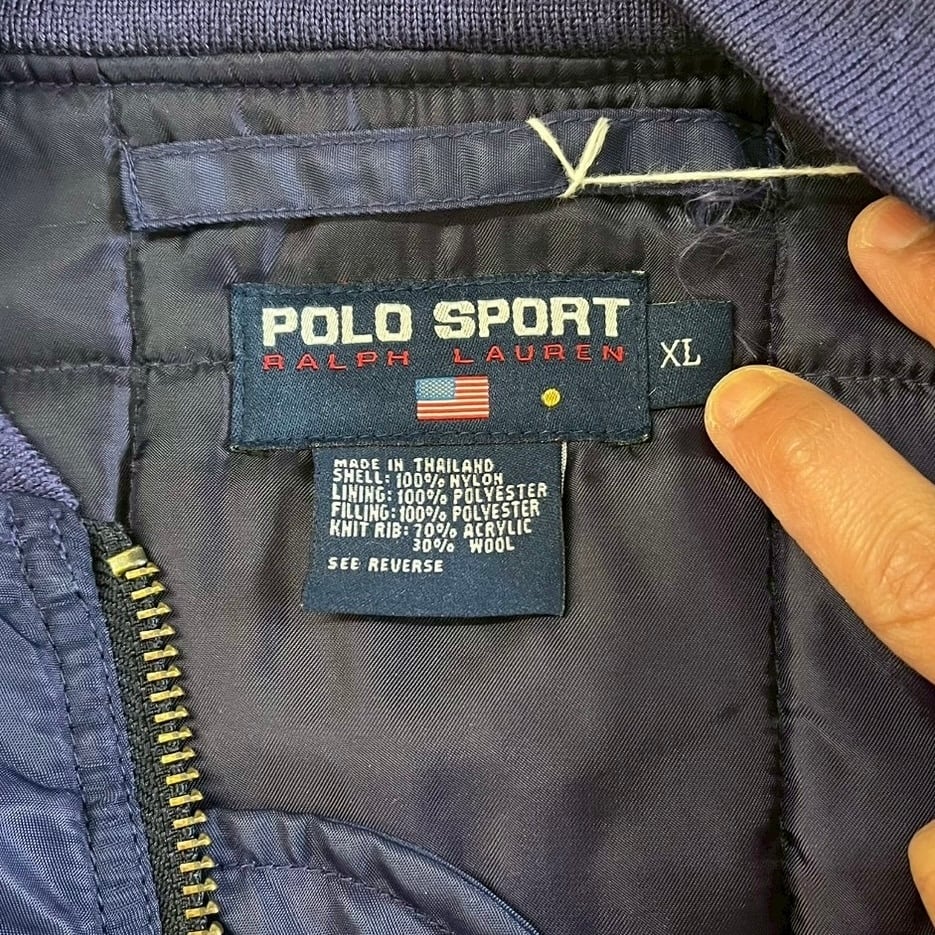 POLO SPORT
RALPH LAUREN
XL
MADE IN THAILAND
SHELL: 100% NYLON
LINING: 100% POLYESTER
FILLING: 100% POLYESTER
KNIT RIB: 70% ACRYLIC
30% WOOL
SEE REVERSE